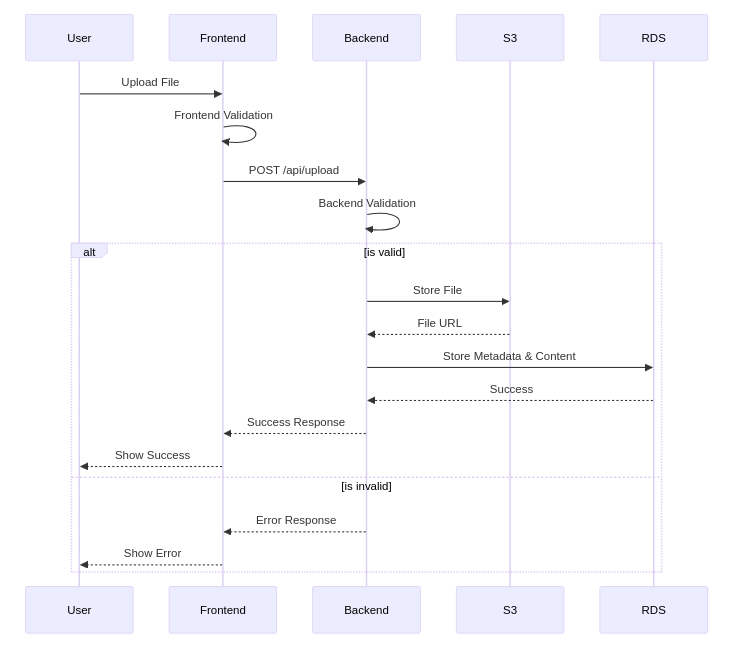 User Frontend Backend S3 RDS
Upload File
Frontend Validation
POST /api/upload
Backend Validation
alt [is valid]
Store File
File URL
Store Metadata & Content
Success
Success Response
Show Success
[is invalid]
Error Response
Show Error
User Frontend Backend S3 RDS